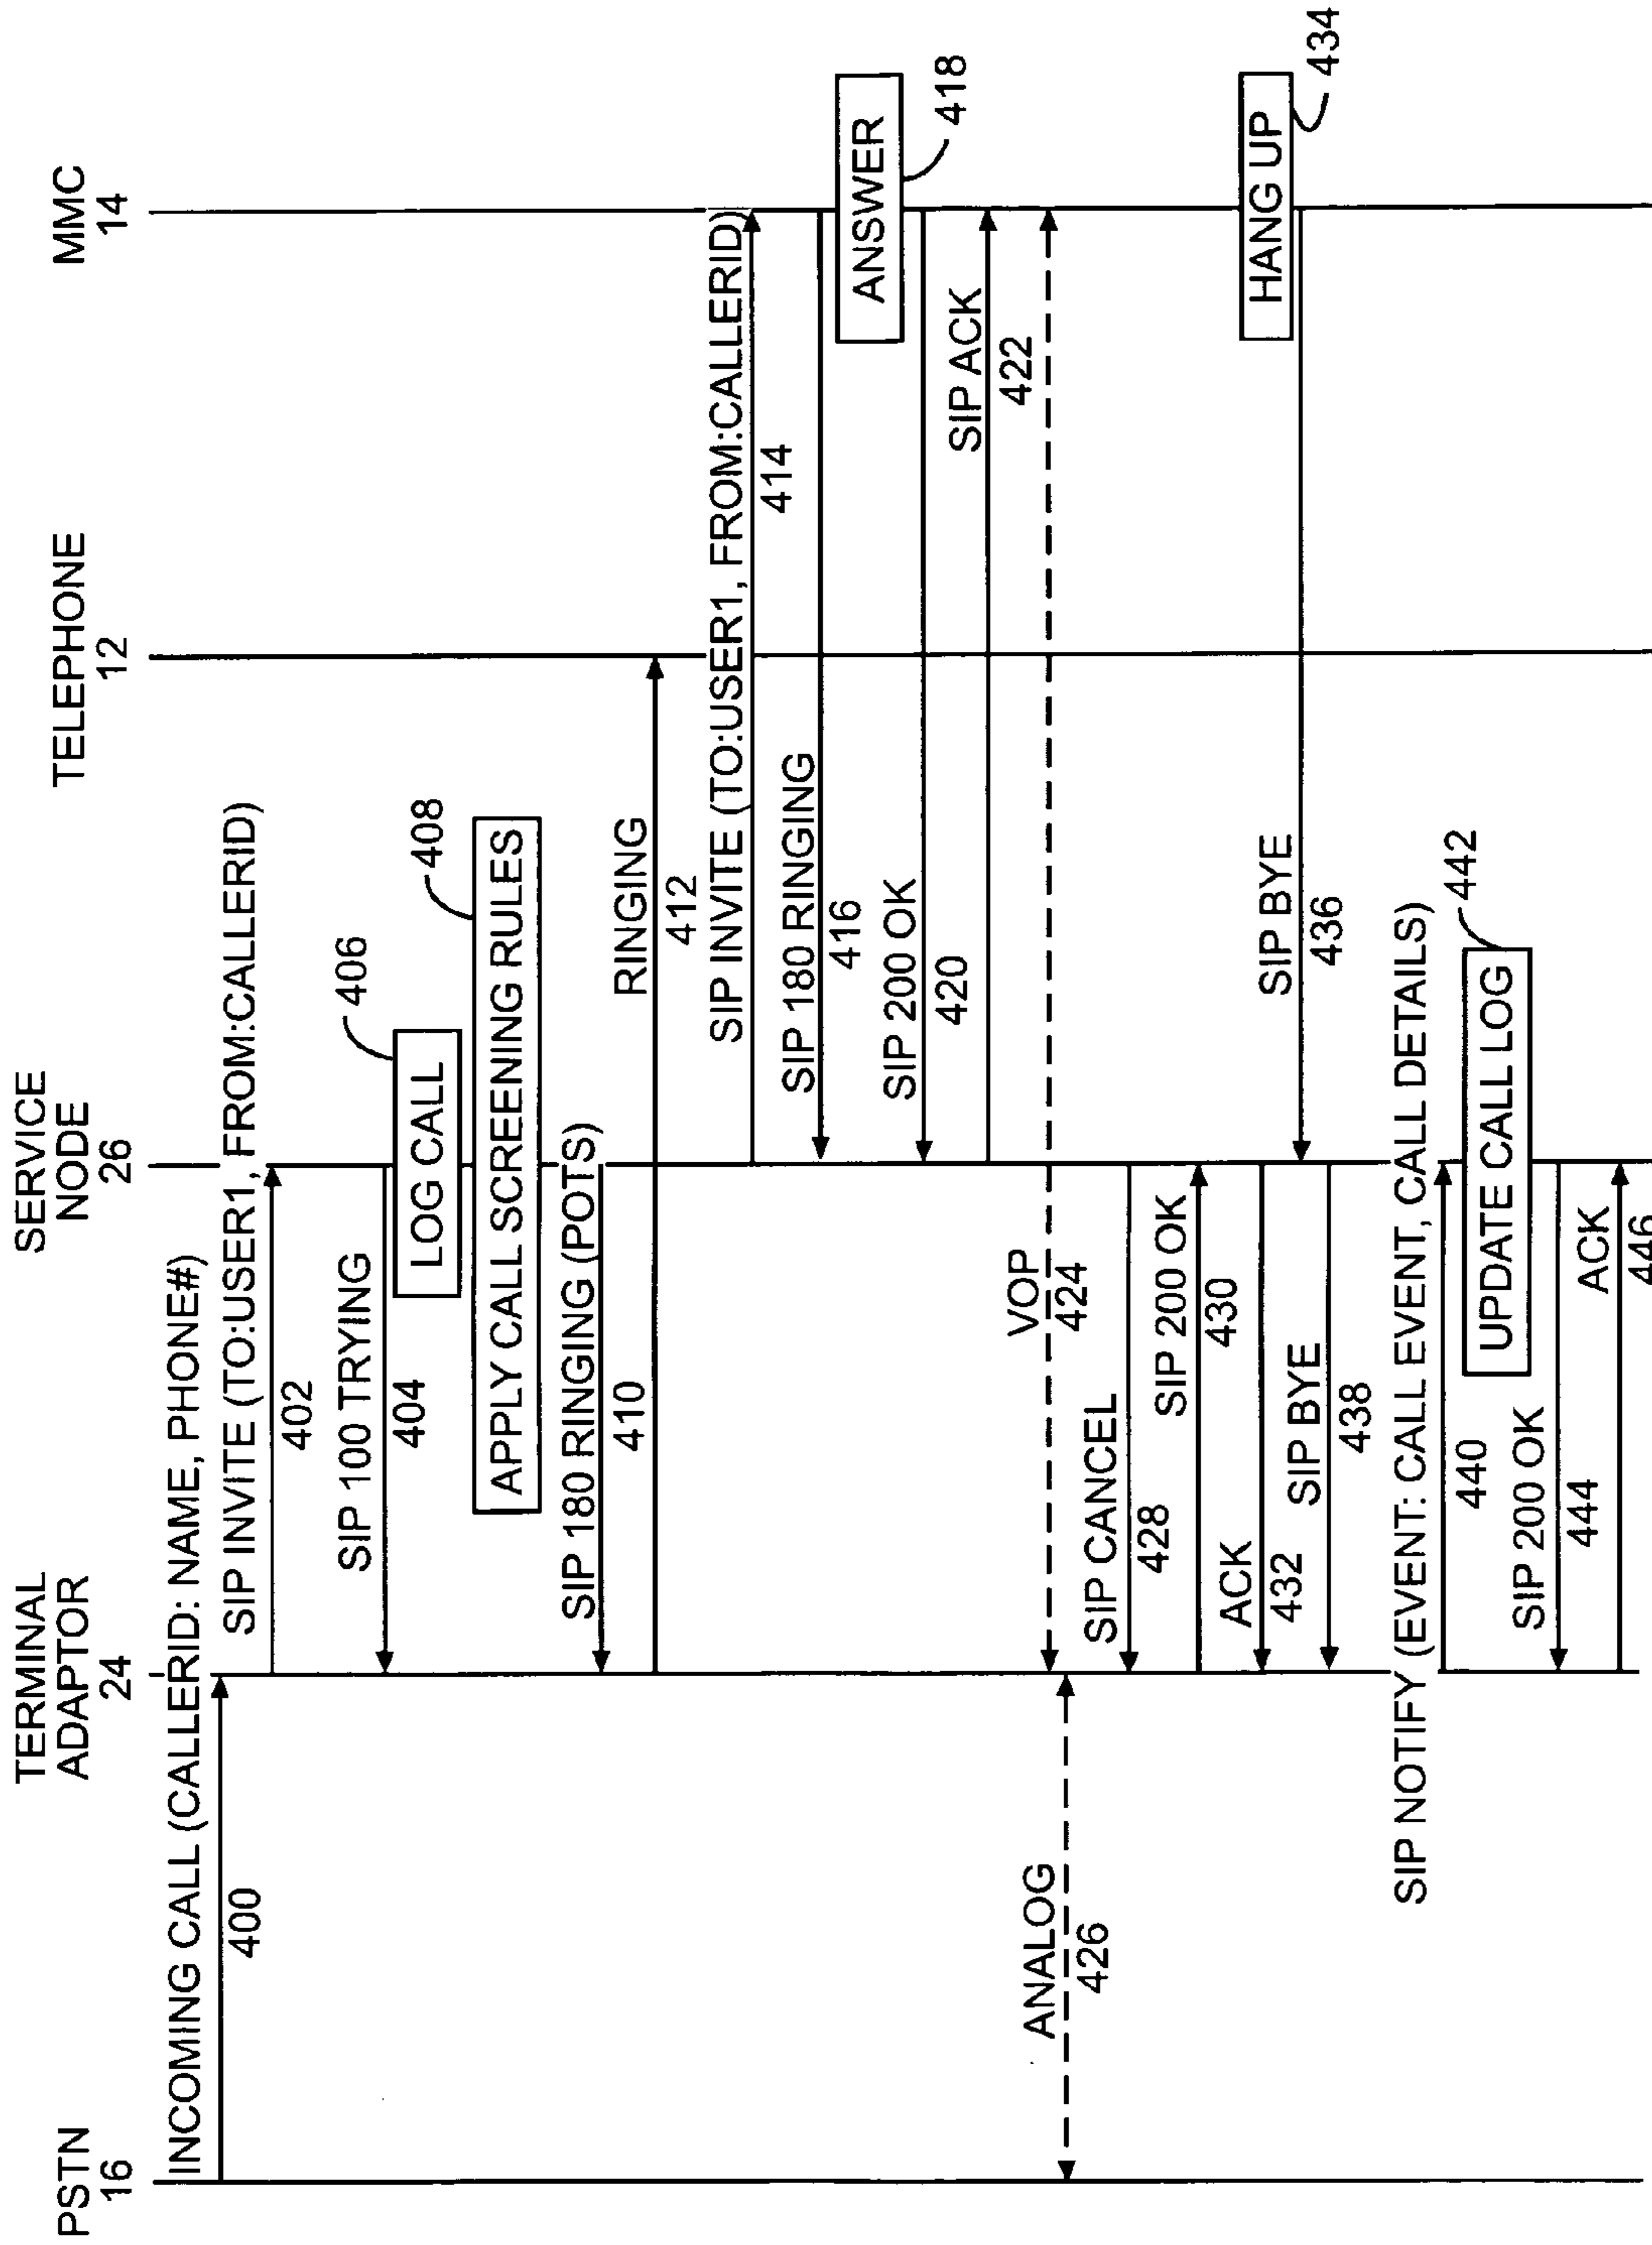 PSTN
16
TERMINAL
ADAPTOR
24
SERVICE
NODE
26
TELEPHONE
12
MMC
14
INCOMING CALL (CALLERID: NAME, PHONE#)
400
SIP INVITE (TO:USER1, FROM:CALLERID)
402
SIP 100 TRYING
404
LOG CALL
406
APPLY CALL SCREENING RULES
408
SIP 180 RINGING (POTS)
410
RINGING
412
SIP INVITE (TO:USER1, FROM:CALLERID)
414
SIP 180 RINGING
416
ANSWER
418
SIP 200 OK
420
SIP ACK
422
VOP
424
ANALOG
426
SIP CANCEL
428
SIP 200 OK
430
ACK
432
HANG UP
434
SIP BYE
436
SIP BYE
438
SIP NOTIFY (EVENT: CALL EVENT, CALL DETAILS)
440
UPDATE CALL LOG
442
SIP 200 OK
444
ACK
446